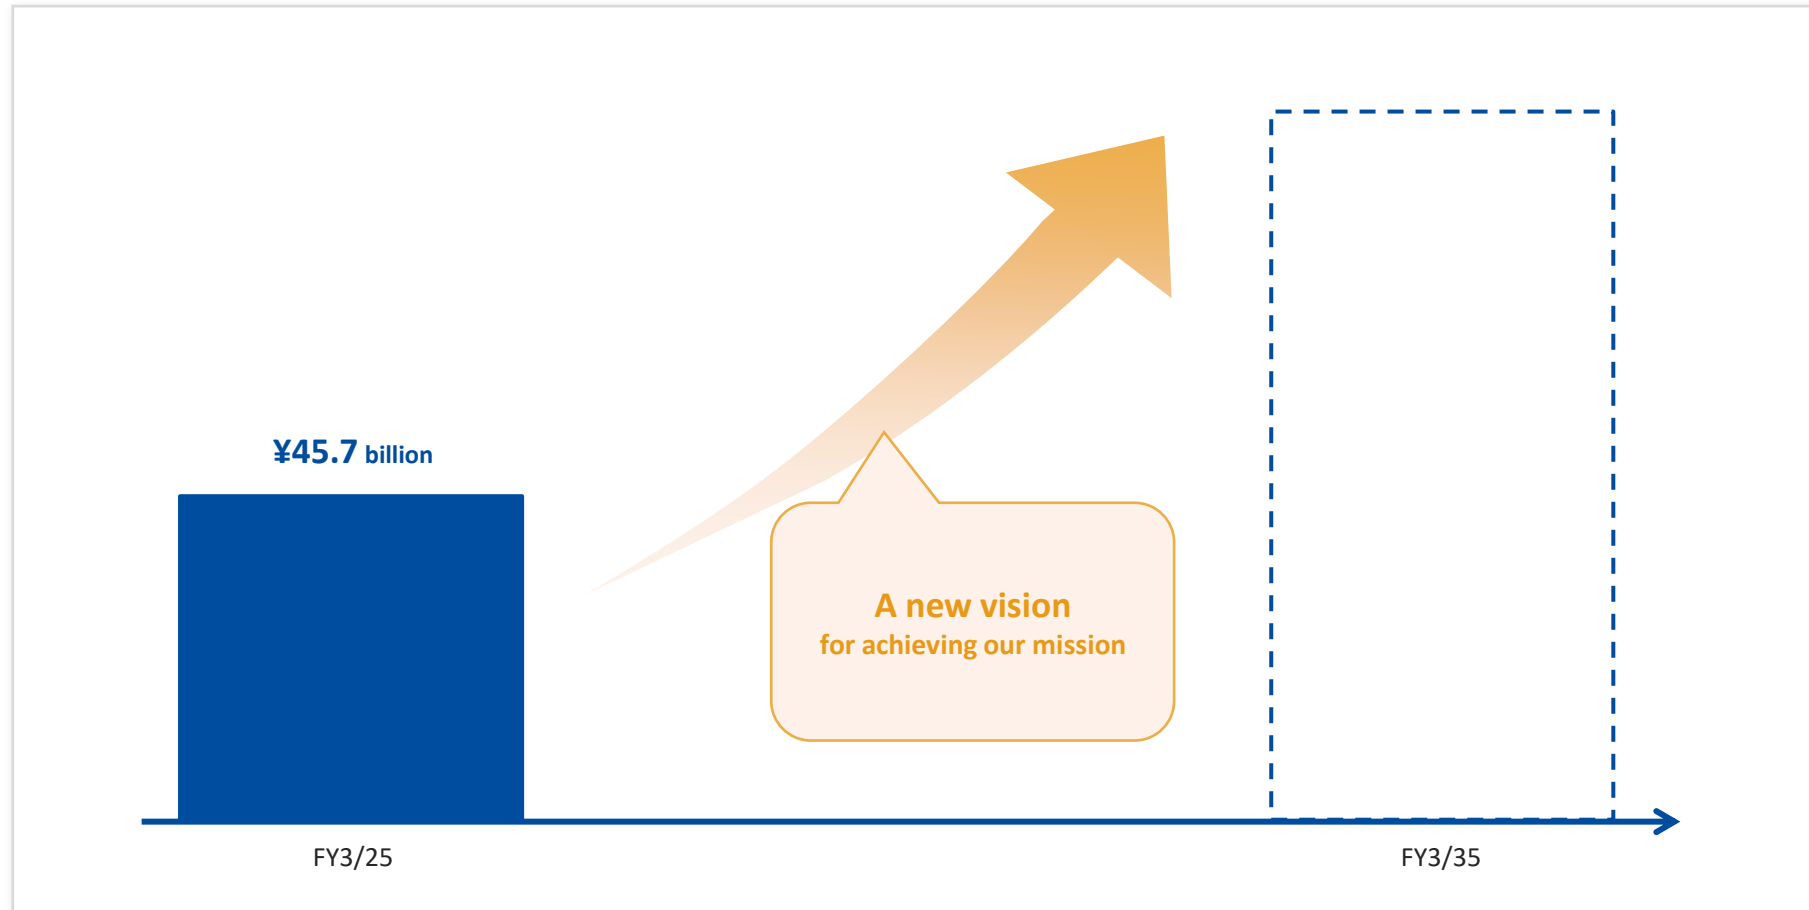 ¥45.7 billion
A new vision
for achieving our mission
FY3/25
FY3/35